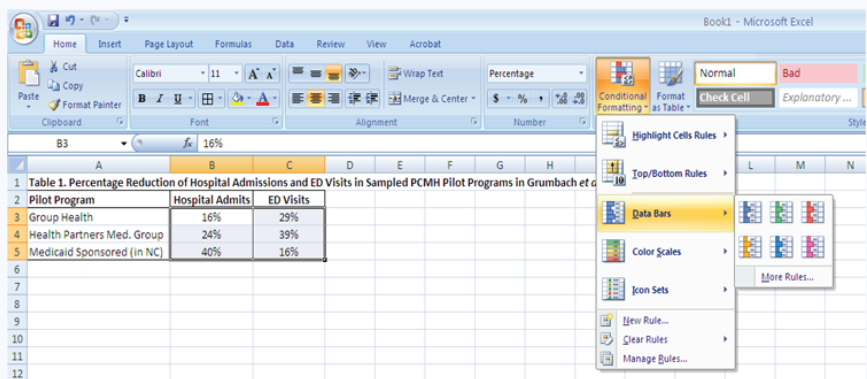 Book1 - Microsoft Excel
Home Insert Page Layout Formulas Data Review View Acrobat
Cut
Copy
Paste
Format Painter
Clipboard
Calibri 11
B I U
Font
Wrap Text
Merge & Center
Alignment
Percentage
$ % ,
Number
Conditional Formatting
Format as Table
Normal Bad
Check Cell Explanatory ...
Style
B3 fx 16%
A B C D E F G H L M N
1 Table 1. Percentage Reduction of Hospital Admissions and ED Visits in Sampled PCMH Pilot Programs in Grumbach et a
2 Pilot Program Hospital Admits ED Visits
3 Group Health 16% 29%
4 Health Partners Med. Group 24% 39%
5 Medicaid Sponsored (in NC) 40% 16%
6
7
8
9
10
11
12
Highlight Cells Rules
Top/Bottom Rules
Data Bars
Color Scales
Icon Sets
New Rule...
Clear Rules
Manage Rules...
More Rules...